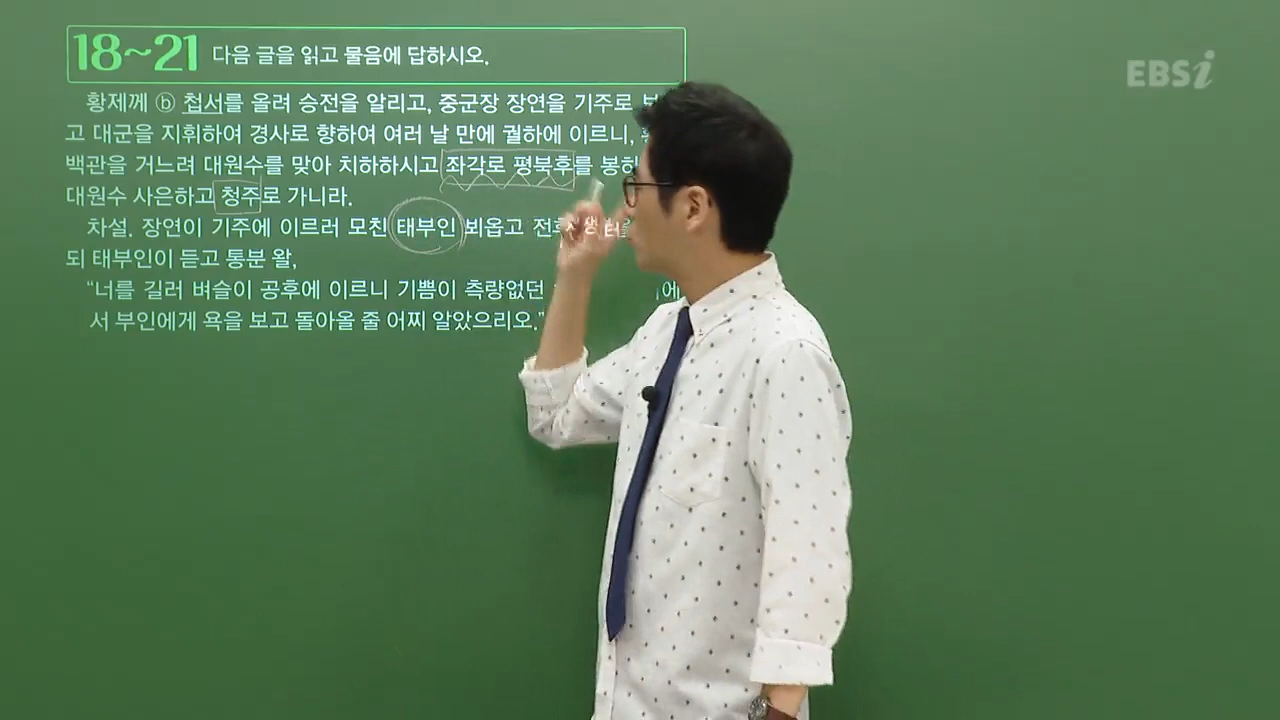 18~21 다음 글을 읽고 물음에 답하시오.
EBSi
황제께 ⓑ 첩서를 올려 승전을 알리고, 중군장 장연을 기주로
고 대군을 지휘하여 경사로 향하여 여러 날 만에 궐하에 이르니,
백관을 거느려 대원수를 맞아 치하하시고 좌각로 평북후를 봉하
대원수 사은하고 청주로 가니라.
차설, 장연이 기주에 이르러 모친 태부인 뵈옵고
되 태부인이 듣고 통분 왈,
“너를 길러 벼슬이 공후에 이르니 기쁨이 측량없던
서 부인에게 욕을 보고 돌아올 줄 어찌 알았으리오.”